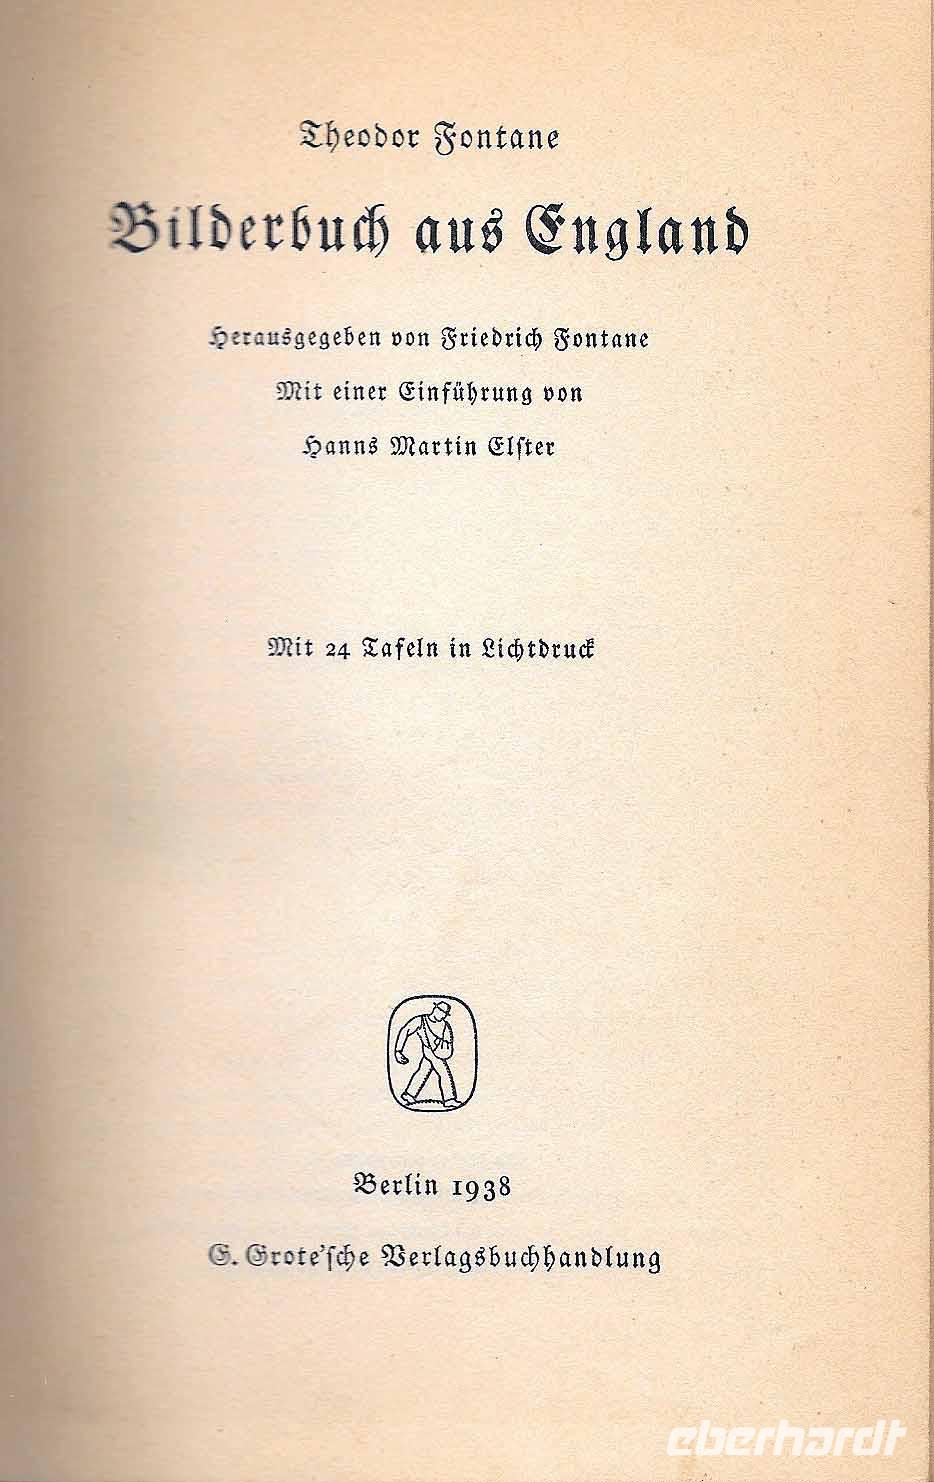 Theodor Fontane
Bilderbuch aus England
Herausgegeben von Friedrich Fontane
Mit einer Einführung von
Hanns Martin Elſter
Mit 24 Tafeln in Lichtdruck
Berlin 1938
G. Grote'ſche Verlagsbuchhandlung
eberhardt